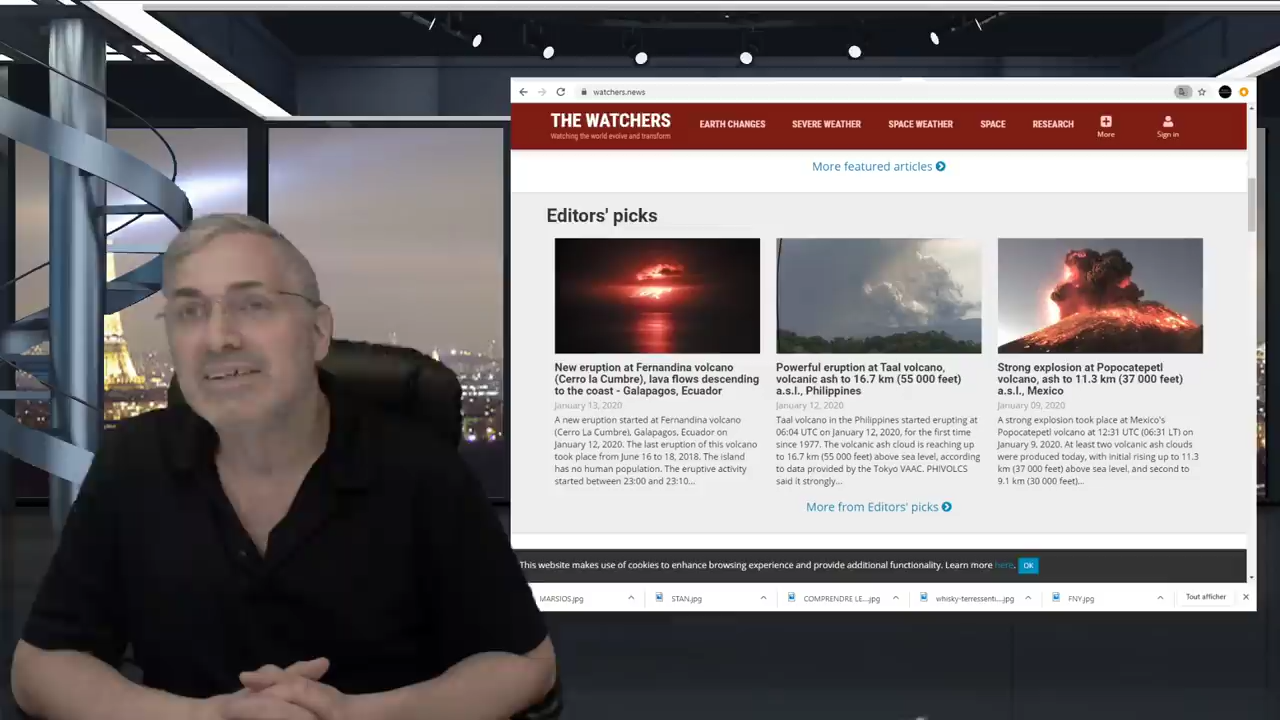 watchers.news
THE WATCHERS
Watching the world evolve and transform
EARTH CHANGES
SEVERE WEATHER
SPACE WEATHER
SPACE
RESEARCH
More
Sign in
More featured articles
Editors' picks
New eruption at Fernandina volcano
(Cerro la Cumbre), lava flows descending
to the coast - Galapagos, Ecuador
January 13, 2020
A new eruption started at Fernandina volcano
(Cerro La Cumbre), Galapagos, Ecuador on
January 12, 2020. The last eruption of this volcano
took place from June 16 to 18, 2018. The island
has no human population. The eruptive activity
started between 23:00 and 23:10...
Powerful eruption at Taal volcano,
volcanic ash to 16.7 km (55 000 feet)
a.s.l., Philippines
January 12, 2020
Taal volcano in the Philippines started erupting at
06:04 UTC on January 12, 2020, for the first time
since 1977. The volcanic ash cloud is reaching up
to 16.7 km (55 000 feet) above sea level, according
to data provided by the Tokyo VAAC. PHIVOLCS
said it strongly...
Strong explosion at Popocatepetl
volcano, ash to 11.3 km (37 000 feet)
a.s.l., Mexico
January 09, 2020
A strong explosion took place at Mexico's
Popocatepetl volcano at 12:31 UTC (06:31 LT) on
January 9, 2020. At least two volcanic ash clouds
were produced today, with initial rising up to 11.3
km (37 000 feet) above sea level, and second to
9.1 km (30 000 feet)...
More from Editors' picks
This website makes use of cookies to enhance browsing experience and provide additional functionality. Learn more here. OK
MARSIOS.jpg
STAN.jpg
COMPRENDRE LE....jpg
whisky-terressenti....jpg
FNY.jpg
Tout afficher